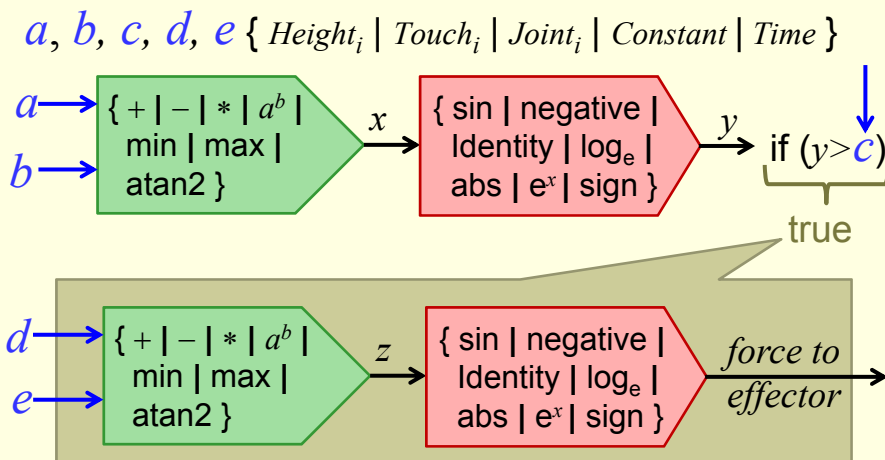 a, b, c, d, e { Heightᵢ | Touchᵢ | Jointᵢ | Constant | Time }
a
b
{ + | − | * | aᵇ |
min | max |
atan2 }
x
{ sin | negative |
Identity | logₑ |
abs | eˣ | sign }
y
if (y>c)
true
d
e
{ + | − | * | aᵇ |
min | max |
atan2 }
z
{ sin | negative |
Identity | logₑ |
abs | eˣ | sign }
force to
effector